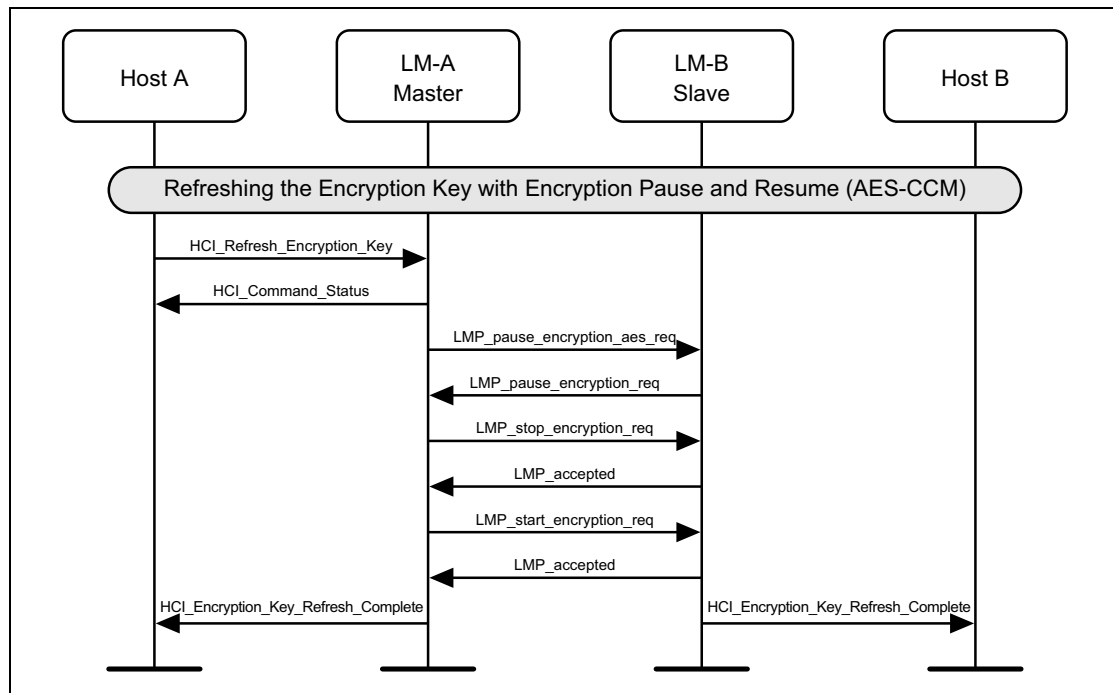 Host A
LM-A
Master
LM-B
Slave
Host B
Refreshing the Encryption Key with Encryption Pause and Resume (AES-CCM)
HCI_Refresh_Encryption_Key
HCI_Command_Status
LMP_pause_encryption_aes_req
LMP_pause_encryption_req
LMP_stop_encryption_req
LMP_accepted
LMP_start_encryption_req
LMP_accepted
HCI_Encryption_Key_Refresh_Complete
HCI_Encryption_Key_Refresh_Complete